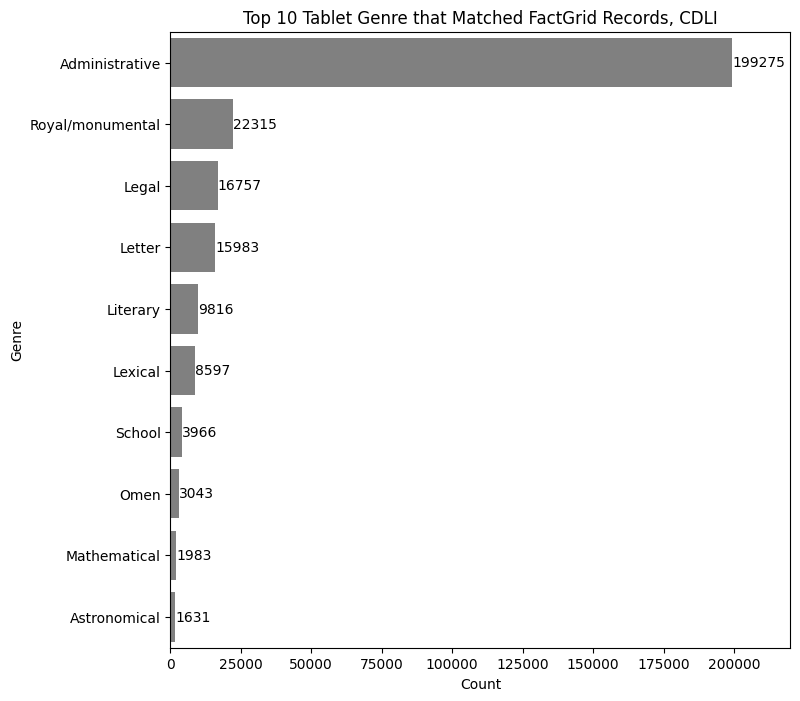 Top 10 Tablet Genre that Matched FactGrid Records, CDLI
Administrative 199275
Royal/monumental 22315
Legal 16757
Letter 15983
Literary 9816
Lexical 8597
School 3966
Omen 3043
Mathematical 1983
Astronomical 1631
Genre
0 25000 50000 75000 100000 125000 150000 175000 200000
Count